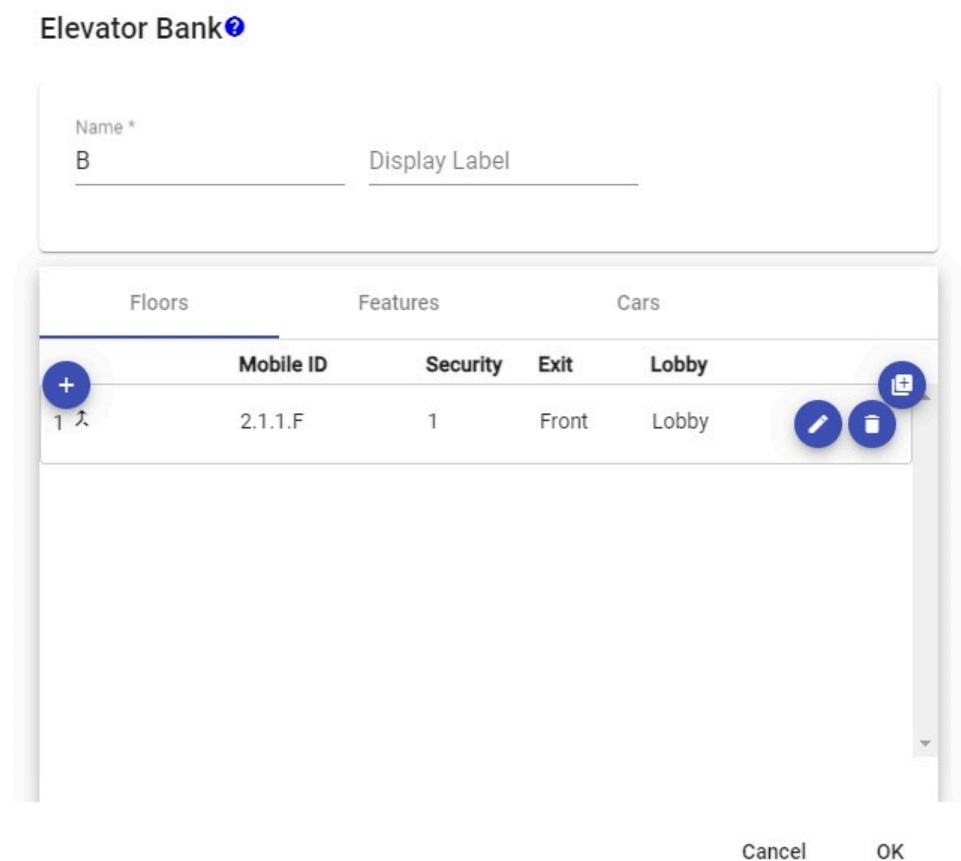 Elevator Bank
Name *
B Display Label
Floors Features Cars
Mobile ID Security Exit Lobby
1 2.1.1.F 1 Front Lobby
Cancel OK